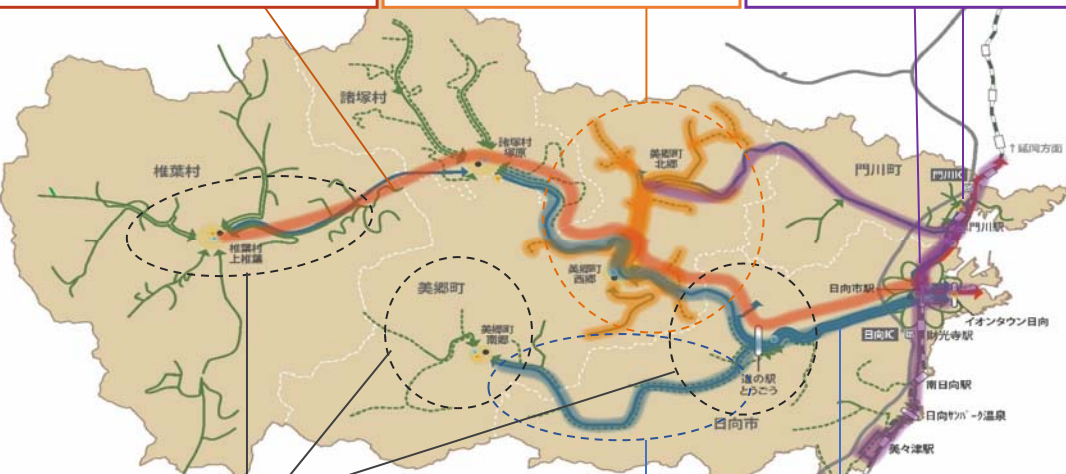 諸塚村
諸塚村
塚原
美郷町
北郷
↑延岡方面
門川町
門川IC
椎葉村
門川駅
椎葉村
上椎葉
美郷町
西郷
美郷町
日向市駅
イオンタウン日向
美郷町
南郷
日向IC
財光寺駅
道の駅
とうごう
南日向駅
日向市
日向サンパーク温泉
美々津駅